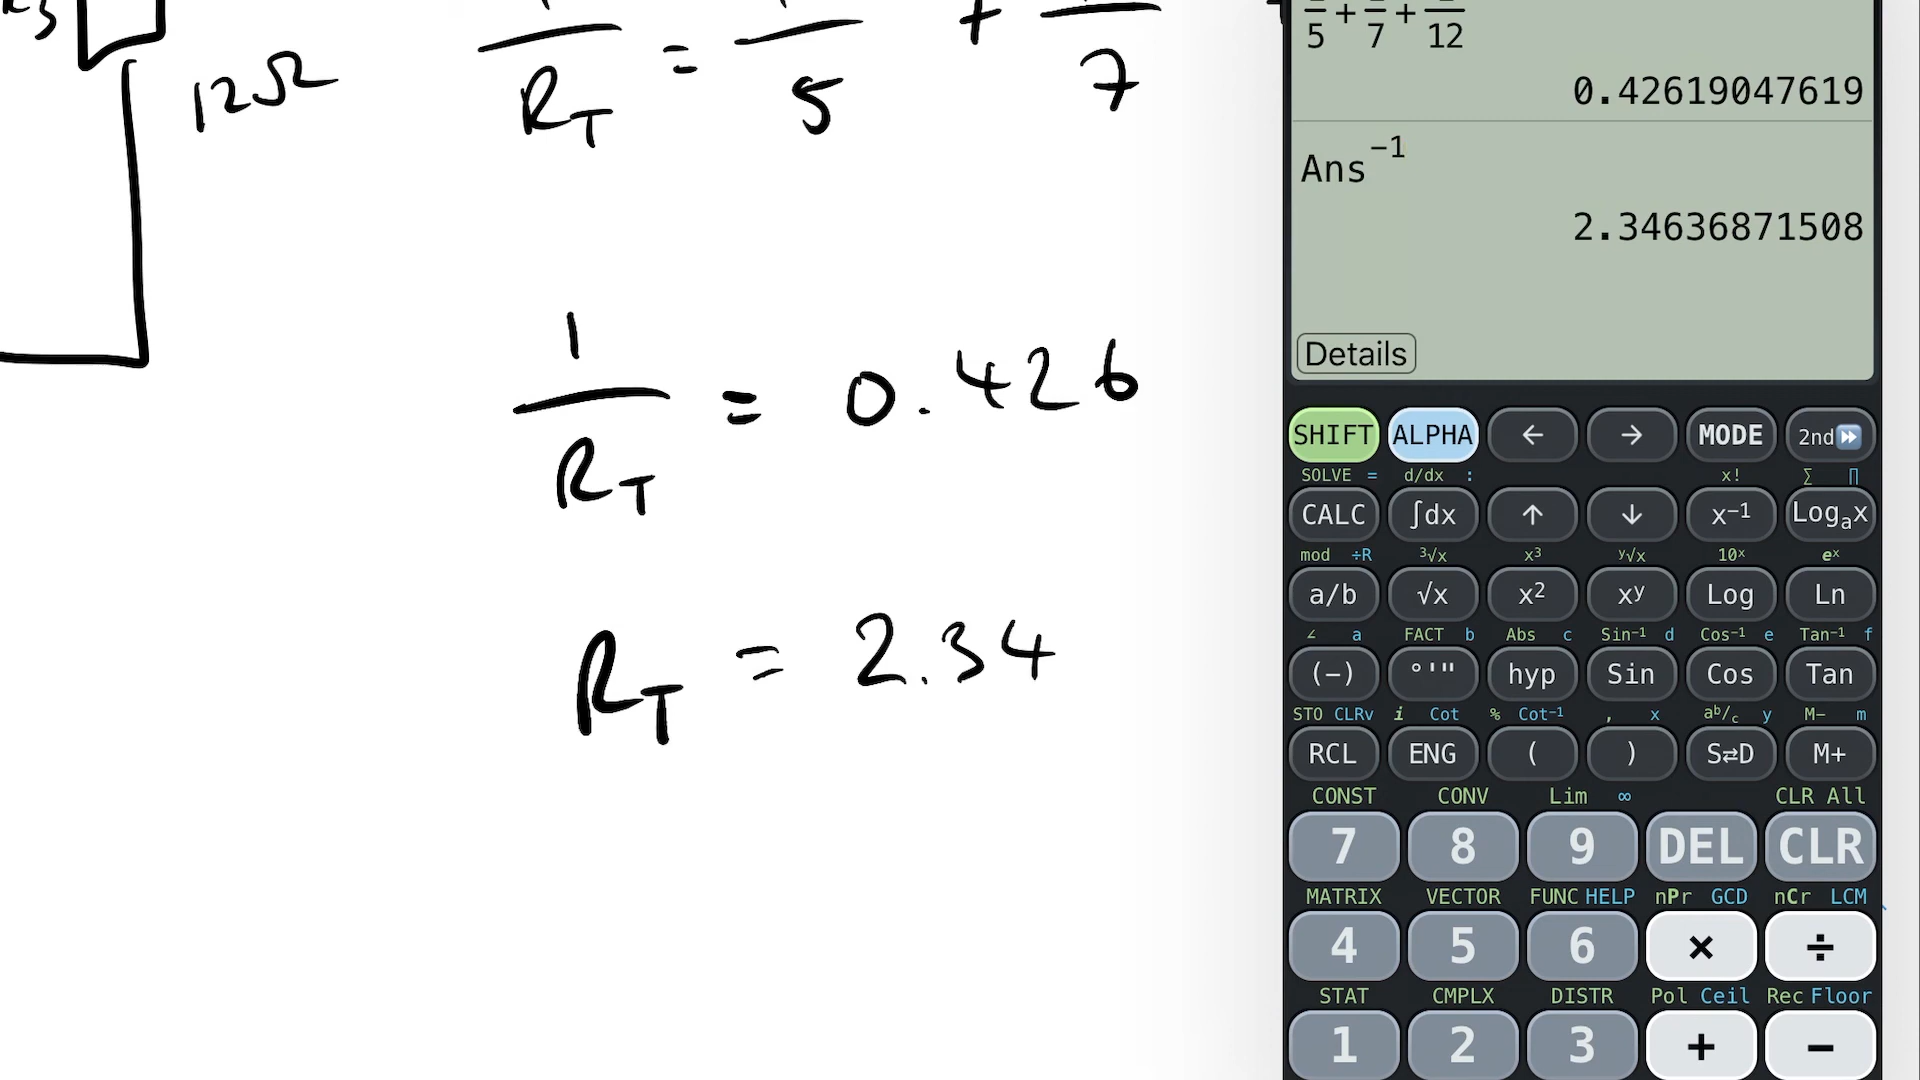 12Ω
1/R_T = 1/5 + 1/7
1/R_T = 0.426
R_T = 2.34
5 + 7 + 12
0.42619047619
Ans⁻¹
2.34636871508
Details
SHIFT ALPHA ← → MODE 2nd
SOLVE = d/dx : x! ∑ ∏
CALC ∫dx ↑ ↓ x⁻¹ Logₐx
mod ÷R ³√x x³ ʸ√x 10ˣ eˣ
a/b √x x² xʸ Log Ln
∠ a FACT b Abs c Sin⁻¹ d Cos⁻¹ e Tan⁻¹ f
(−) °'" hyp Sin Cos Tan
STO CLRv i Cot % Cot⁻¹ , x aᵇ/c y M− m
RCL ENG ( ) S⇄D M+
CONST CONV Lim ∞ CLR All
7 8 9 DEL CLR
MATRIX VECTOR FUNC HELP nPr GCD nCr LCM
4 5 6 × ÷
STAT CMPLX DISTR Pol Ceil Rec Floor
1 2 3 + −